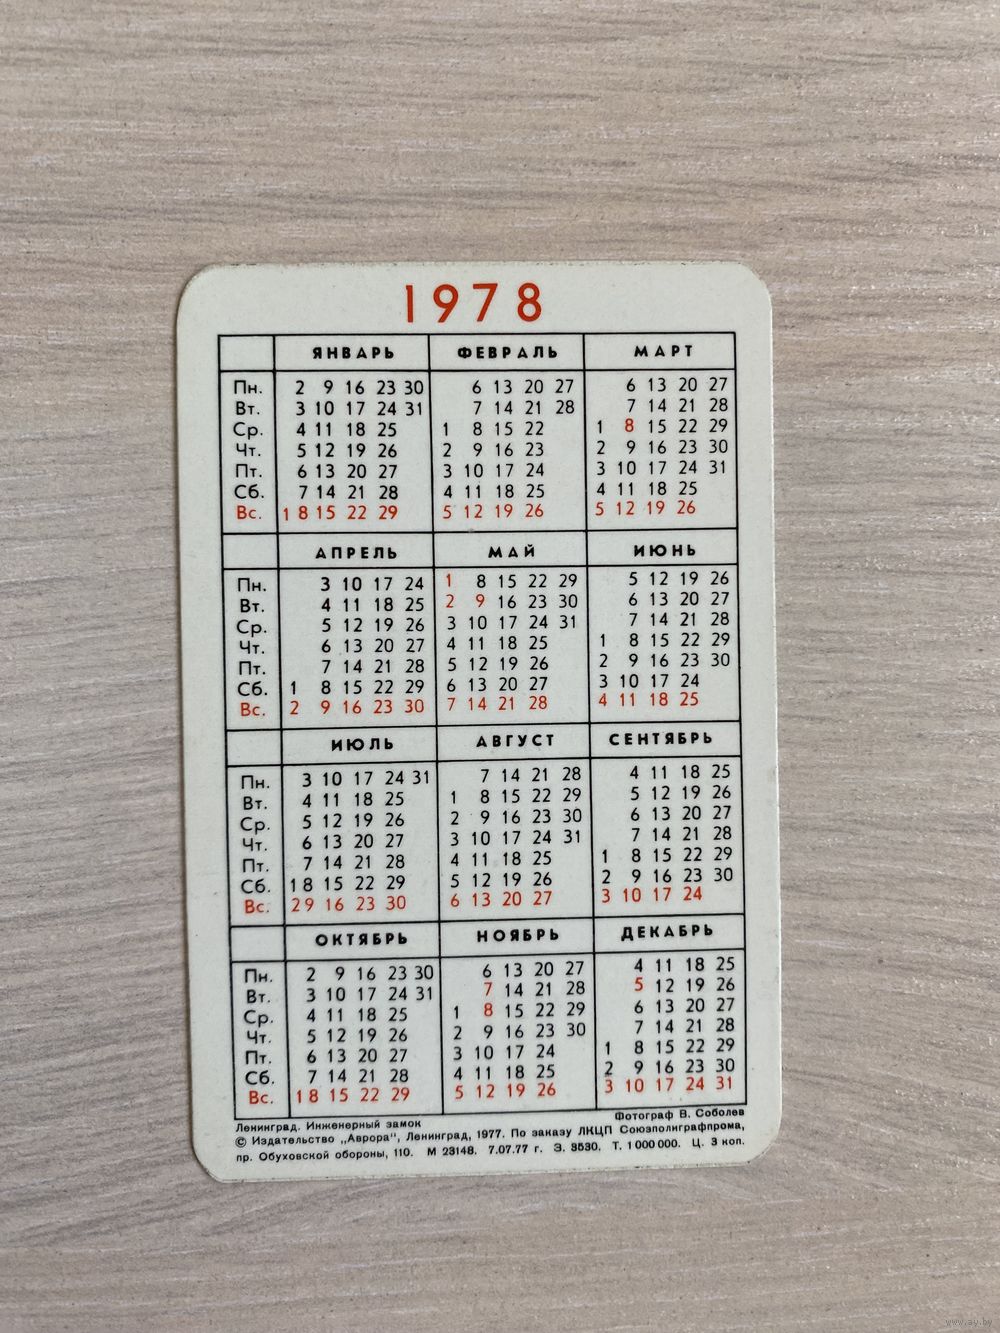 1978
ЯНВАРЬ ФЕВРАЛЬ МАРТ
Пн. 2 9 16 23 30 6 13 20 27 6 13 20 27
Вт. 3 10 17 24 31 7 14 21 28 7 14 21 28
Ср. 4 11 18 25 1 8 15 22 1 8 15 22 29
Чт. 5 12 19 26 2 9 16 23 2 9 16 23 30
Пт. 6 13 20 27 3 10 17 24 3 10 17 24 31
Сб. 7 14 21 28 4 11 18 25 4 11 18 25
Вс. 1 8 15 22 29 5 12 19 26 5 12 19 26
АПРЕЛЬ МАЙ ИЮНЬ
Пн. 3 10 17 24 1 8 15 22 29 5 12 19 26
Вт. 4 11 18 25 2 9 16 23 30 6 13 20 27
Ср. 5 12 19 26 3 10 17 24 31 7 14 21 28
Чт. 6 13 20 27 4 11 18 25 1 8 15 22 29
Пт. 7 14 21 28 5 12 19 26 2 9 16 23 30
Сб. 1 8 15 22 29 6 13 20 27 3 10 17 24
Вс. 2 9 16 23 30 7 14 21 28 4 11 18 25
ИЮЛЬ АВГУСТ СЕНТЯБРЬ
Пн. 3 10 17 24 31 7 14 21 28 4 11 18 25
Вт. 4 11 18 25 1 8 15 22 29 5 12 19 26
Ср. 5 12 19 26 2 9 16 23 30 6 13 20 27
Чт. 6 13 20 27 3 10 17 24 31 7 14 21 28
Пт. 7 14 21 28 4 11 18 25 1 8 15 22 29
Сб. 1 8 15 22 29 5 12 19 26 2 9 16 23 30
Вс. 2 9 16 23 30 6 13 20 27 3 10 17 24
ОКТЯБРЬ НОЯБРЬ ДЕКАБРЬ
Пн. 2 9 16 23 30 6 13 20 27 4 11 18 25
Вт. 3 10 17 24 31 7 14 21 28 5 12 19 26
Ср. 4 11 18 25 1 8 15 22 29 6 13 20 27
Чт. 5 12 19 26 2 9 16 23 30 7 14 21 28
Пт. 6 13 20 27 3 10 17 24 1 8 15 22 29
Сб. 7 14 21 28 4 11 18 25 2 9 16 23 30
Вс. 1 8 15 22 29 5 12 19 26 3 10 17 24 31
Ленинград. Инженерный замок Фотограф В. Соболев
© Издательство „Аврора", Ленинград, 1977. По заказу ЛКЦП Союзполиграфпрома,
пр. Обуховской обороны, 110. М 23148. 7.07.77 г. З. 3530. Т. 1 000 000. Ц. 3 коп.
www.ay.by